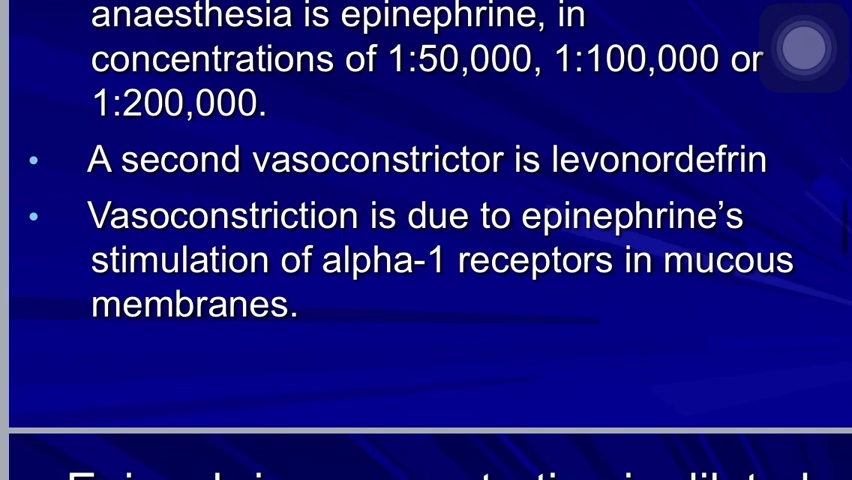 anaesthesia is epinephrine, in
concentrations of 1:50,000, 1:100,000 or
1:200,000.
• A second vasoconstrictor is levonordefrin
• Vasoconstriction is due to epinephrine’s
stimulation of alpha-1 receptors in mucous
membranes.